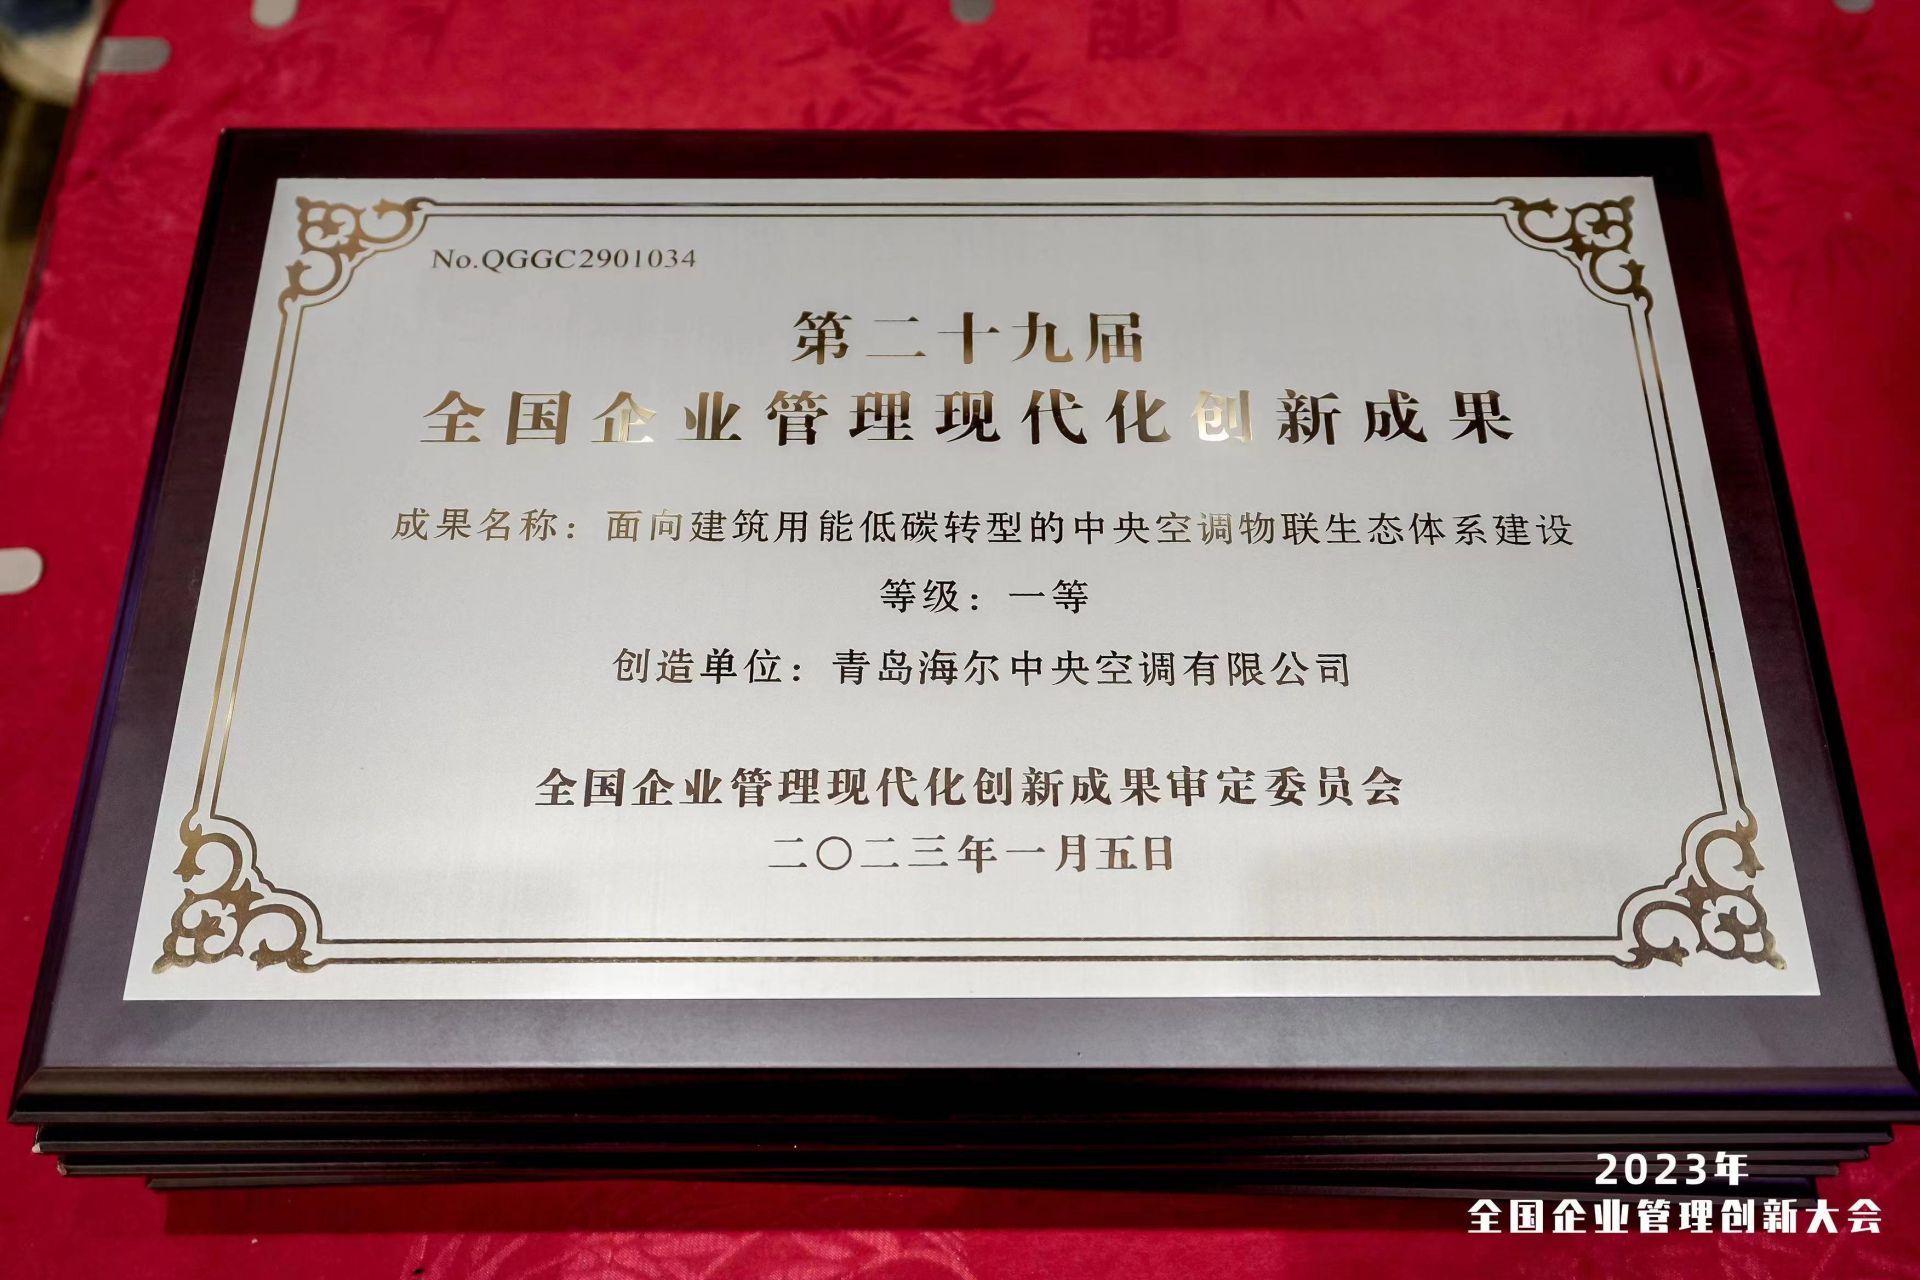 No.QGGC2901034
第二十九届
全国企业管理现代化创新成果
成果名称：面向建筑用能低碳转型的中央空调物联生态体系建设
等级：一等
创造单位：青岛海尔中央空调有限公司
全国企业管理现代化创新成果审定委员会
二〇二三年一月五日
2023年
全国企业管理创新大会